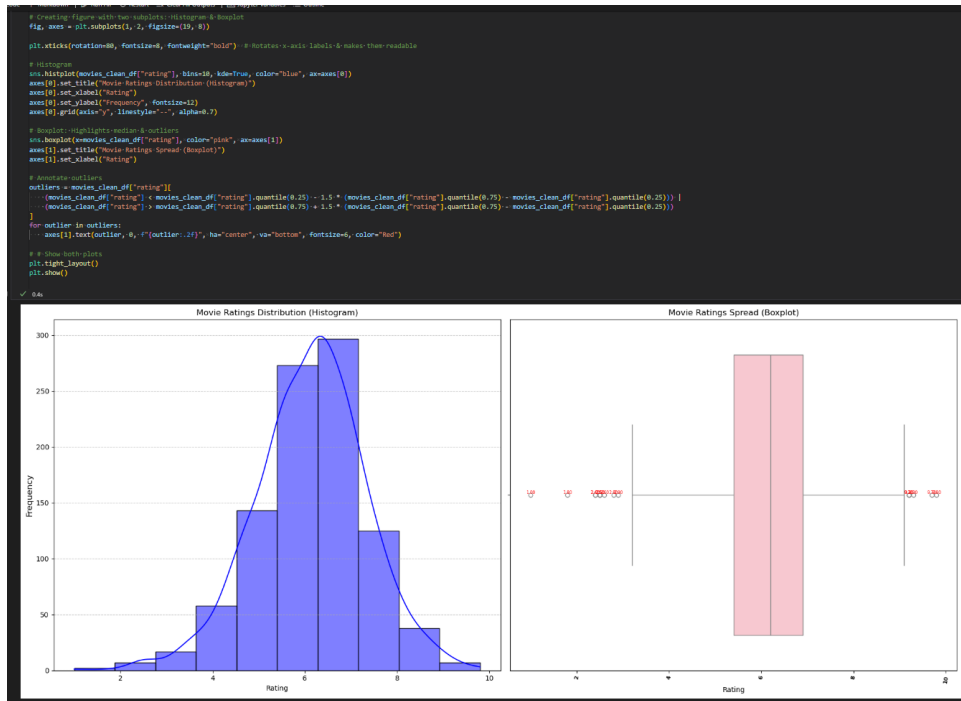 # Creating figure with two subplots: Histogram & Boxplot
fig, axes = plt.subplots(1, 2, figsize=(19, 8))
plt.xticks(rotation=80, fontsize=8, fontweight="bold") # Rotates x-axis labels & makes them readable
# Histogram
sns.histplot(movies_clean_df["rating"], bins=10, kde=True, color="blue", ax=axes[0])
axes[0].set_title("Movie Ratings Distribution (Histogram)")
axes[0].set_xlabel("Rating")
axes[0].set_ylabel("Frequency", fontsize=12)
axes[0].grid(axis="y", linestyle="--", alpha=0.7)
# Boxplot: Highlights median & outliers
sns.boxplot(x=movies_clean_df["rating"], color="pink", ax=axes[1])
axes[1].set_title("Movie Ratings Spread (Boxplot)")
axes[1].set_xlabel("Rating")
# Annotate outliers
outliers = movies_clean_df["rating"][
(movies_clean_df["rating"] < movies_clean_df["rating"].quantile(0.25) - 1.5 * (movies_clean_df["rating"].quantile(0.75) - movies_clean_df["rating"].quantile(0.25))) |
(movies_clean_df["rating"] > movies_clean_df["rating"].quantile(0.75) + 1.5 * (movies_clean_df["rating"].quantile(0.75) - movies_clean_df["rating"].quantile(0.25)))
]
for outlier in outliers:
axes[1].text(outlier, 0, f"{outlier:.2f}", ha="center", va="bottom", fontsize=6, color="Red")
# # Show both plots
plt.tight_layout()
plt.show()
✓ 0.4s
Movie Ratings Distribution (Histogram)
300
250
200
150
100
50
0
Frequency
2 4 6 8 10
Rating
Movie Ratings Spread (Boxplot)
1.00 1.80
2 4 6 8 10
Rating